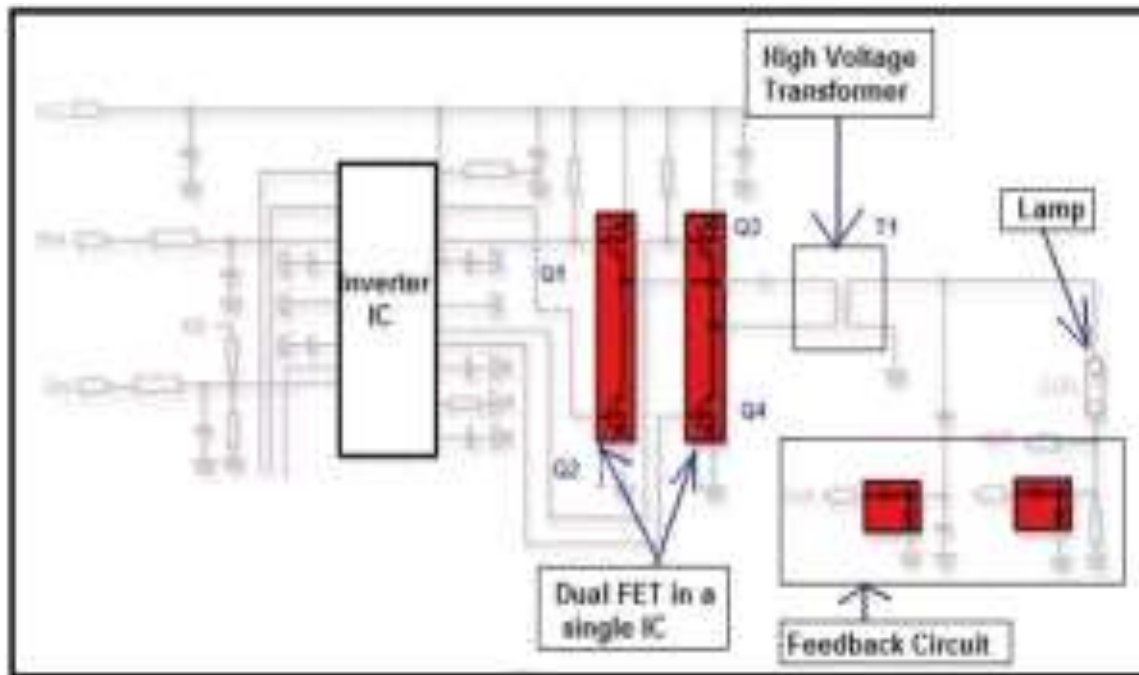 High Voltage
Transformer
Lamp
Q3
T1
Q1
Inverter
IC
Q4
Q2
Dual FET in a
single IC
Feedback Circuit